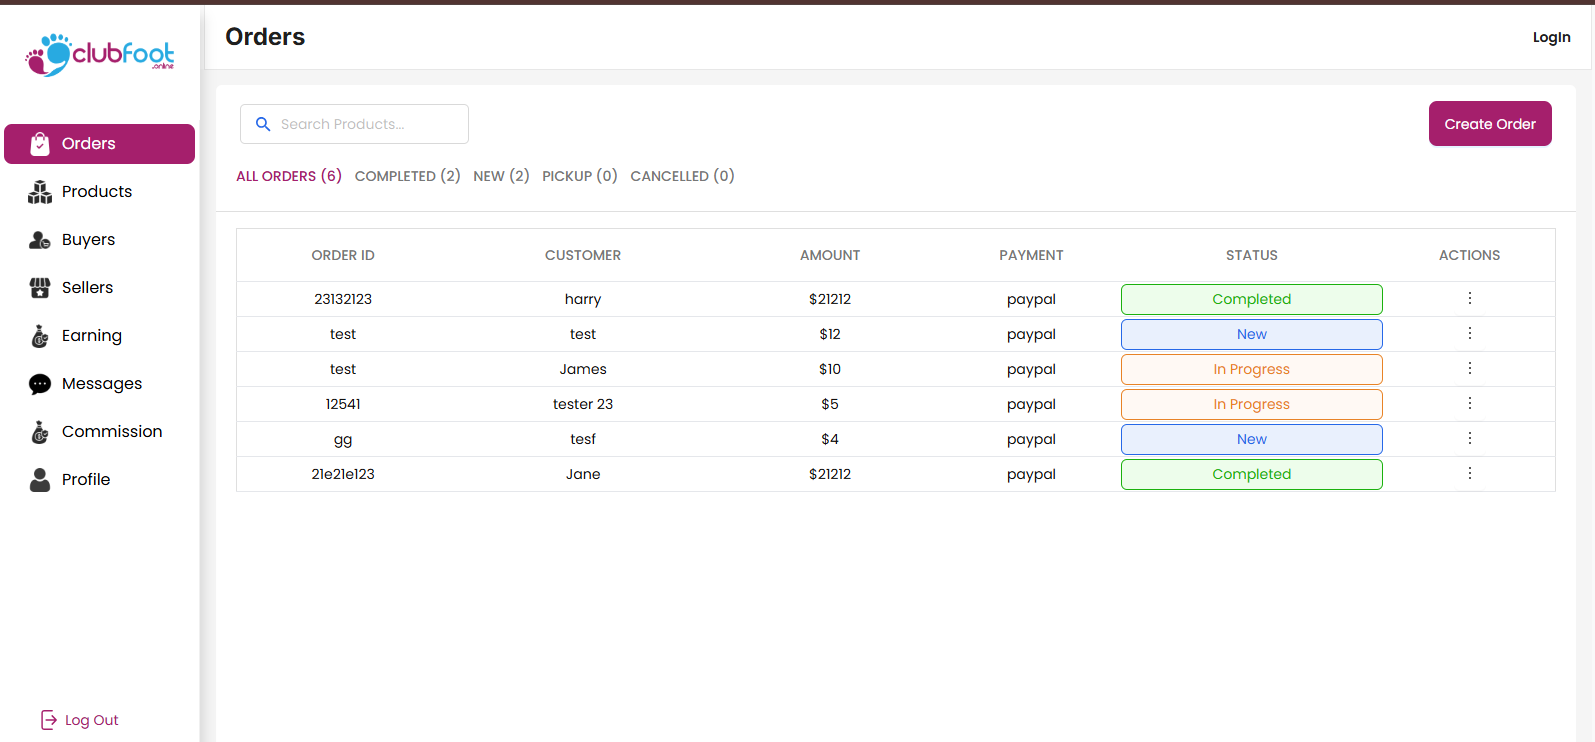 clubfoot
.online
Orders
LogIn
Orders
Products
Buyers
Sellers
Earning
Messages
Commission
Profile
Log Out
Search Products...
Create Order
ALL ORDERS (6) COMPLETED (2) NEW (2) PICKUP (0) CANCELLED (0)
ORDER ID CUSTOMER AMOUNT PAYMENT STATUS ACTIONS
23132123 harry $21212 paypal Completed
test test $12 paypal New
test James $10 paypal In Progress
12541 tester 23 $5 paypal In Progress
gg tesf $4 paypal New
21e21e123 Jane $21212 paypal Completed